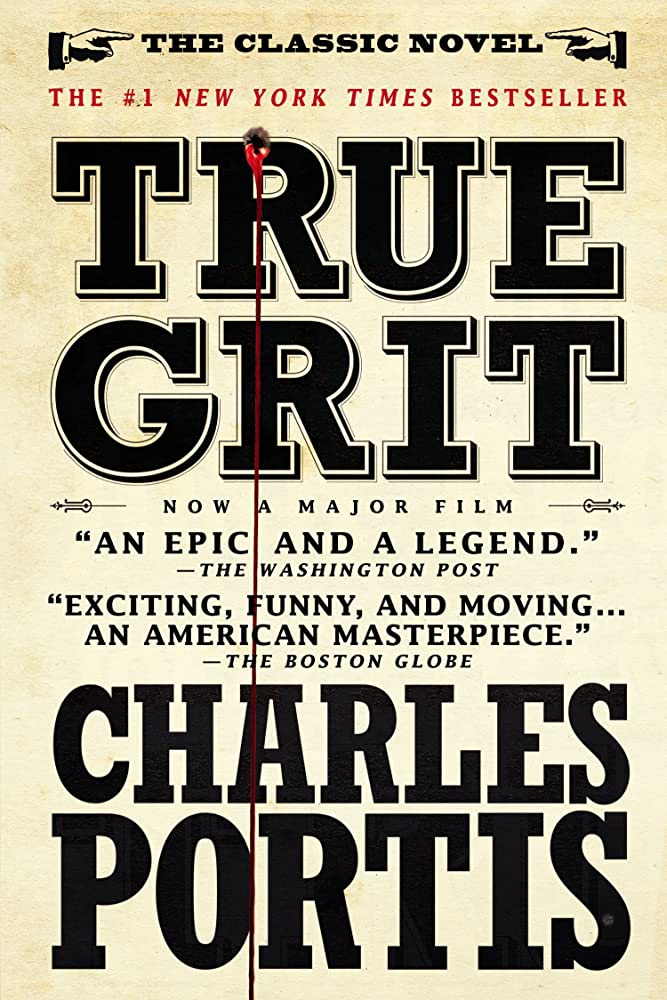 THE CLASSIC NOVEL
THE #1 NEW YORK TIMES BESTSELLER
TRUE
GRIT
NOW A MAJOR FILM
“AN EPIC AND A LEGEND.”
—THE WASHINGTON POST
“EXCITING, FUNNY, AND MOVING...
AN AMERICAN MASTERPIECE.”
—THE BOSTON GLOBE
CHARLES
PORTIS